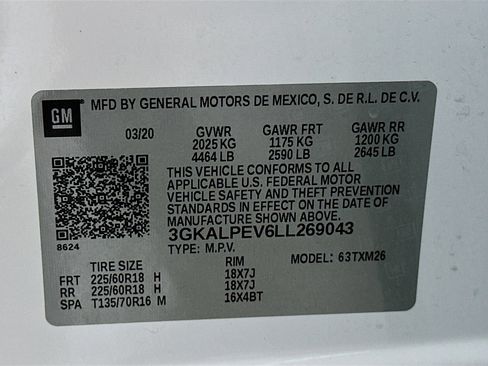 GM MFD BY GENERAL MOTORS DE MEXICO, S. DE R.L. DE C.V.
03/20 GVWR GAWR FRT GAWR RR
2025 KG 1175 KG 1200 KG
4464 LB 2590 LB 2645 LB
THIS VEHICLE CONFORMS TO ALL
APPLICABLE U.S. FEDERAL MOTOR
VEHICLE SAFETY AND THEFT PREVENTION
STANDARDS IN EFFECT ON THE DATE OF
MANUFACTURE SHOWN ABOVE.
8624 3GKALPEV6LL269043
TYPE: M.P.V.
TIRE SIZE RIM MODEL: 63TXM26
FRT 225/60R18 H 18X7J
RR 225/60R18 H 18X7J
SPA T135/70R16 M 16X4BT